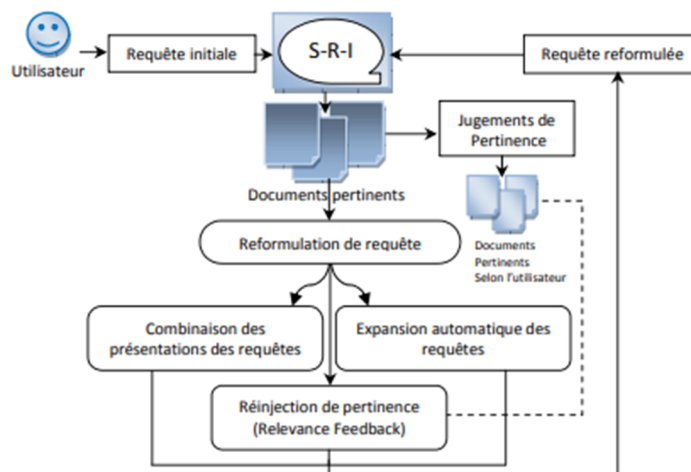 Utilisateur
Requête initiale
S-R-I
Requête reformulée
Jugements de
Pertinence
Documents pertinents
Documents
Pertinents
Selon l'utilisateur
Reformulation de requête
Combinaison des
présentations des requêtes
Expansion automatique des
requêtes
Réinjection de pertinence
(Relevance Feedback)